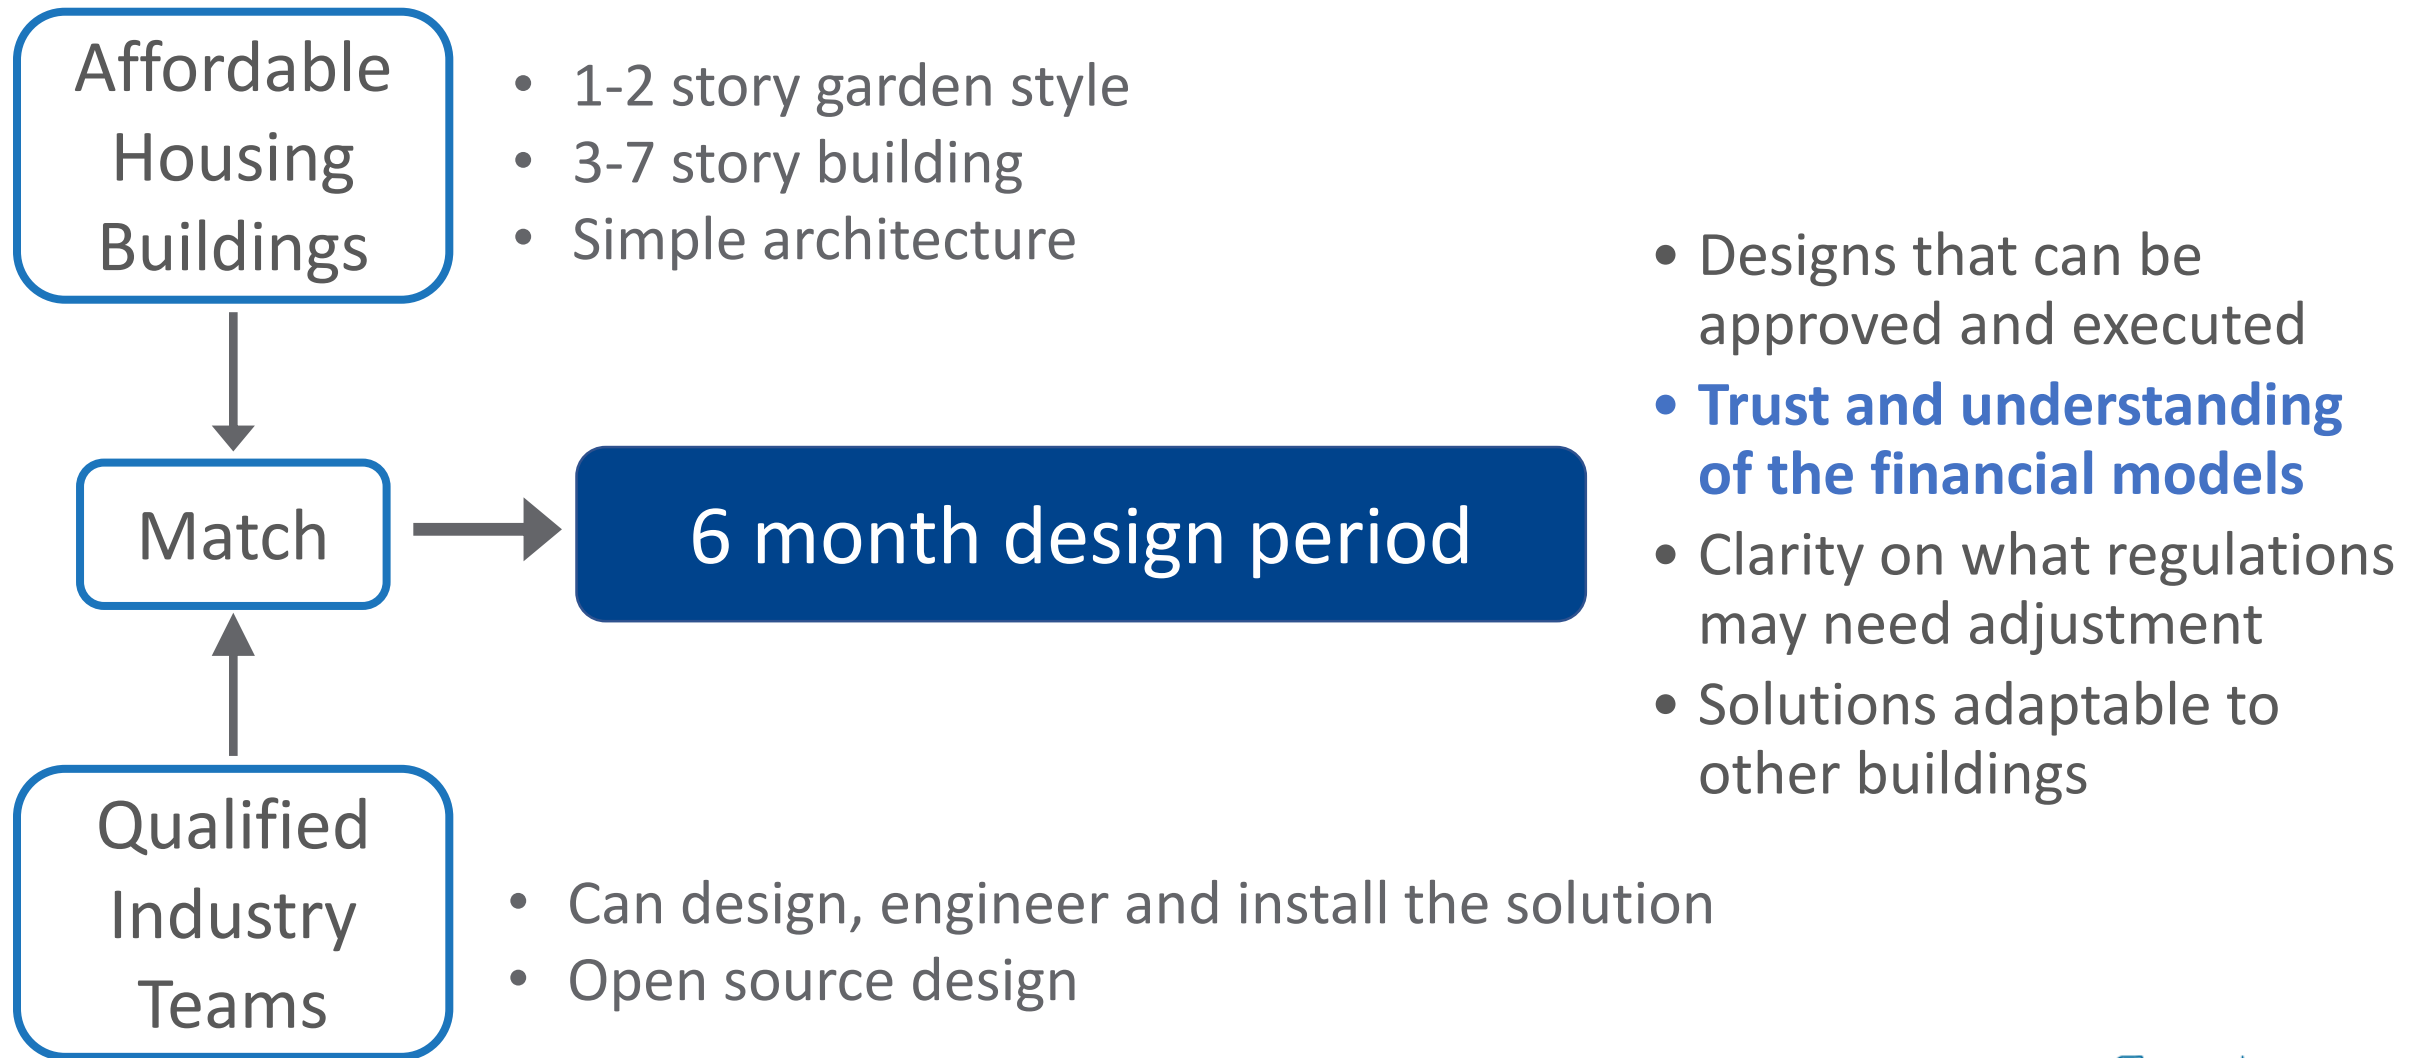 Affordable
Housing
Buildings
• 1-2 story garden style
• 3-7 story building
• Simple architecture
Match
6 month design period
• Designs that can be
approved and executed
• Trust and understanding
of the financial models
• Clarity on what regulations
may need adjustment
• Solutions adaptable to
other buildings
Qualified
Industry
Teams
• Can design, engineer and install the solution
• Open source design